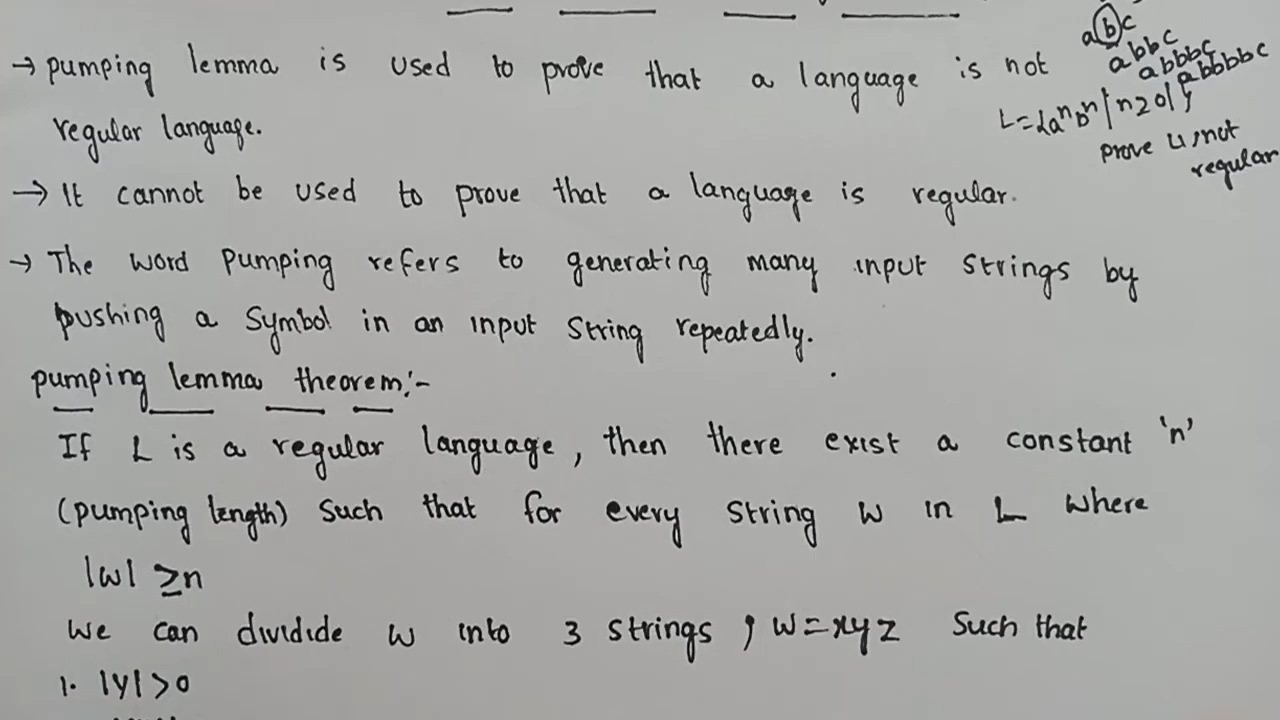 → pumping lemma is used to prove that a language is not
regular language.
→ It cannot be used to prove that a language is regular.
→ The word pumping refers to generating many input strings by
pushing a symbol in an input string repeatedly.
pumping lemma theorem:-
If L is a regular language, then there exist a constant 'n'
(pumping length) such that for every string w in L where
|w| ≥n
we can dividide w into 3 strings, w=xyz such that
1. |y|>0
abc
abbc
abbbc
abbbbc
L={aⁿbⁿ|n≥0|}
prove L is not
regular